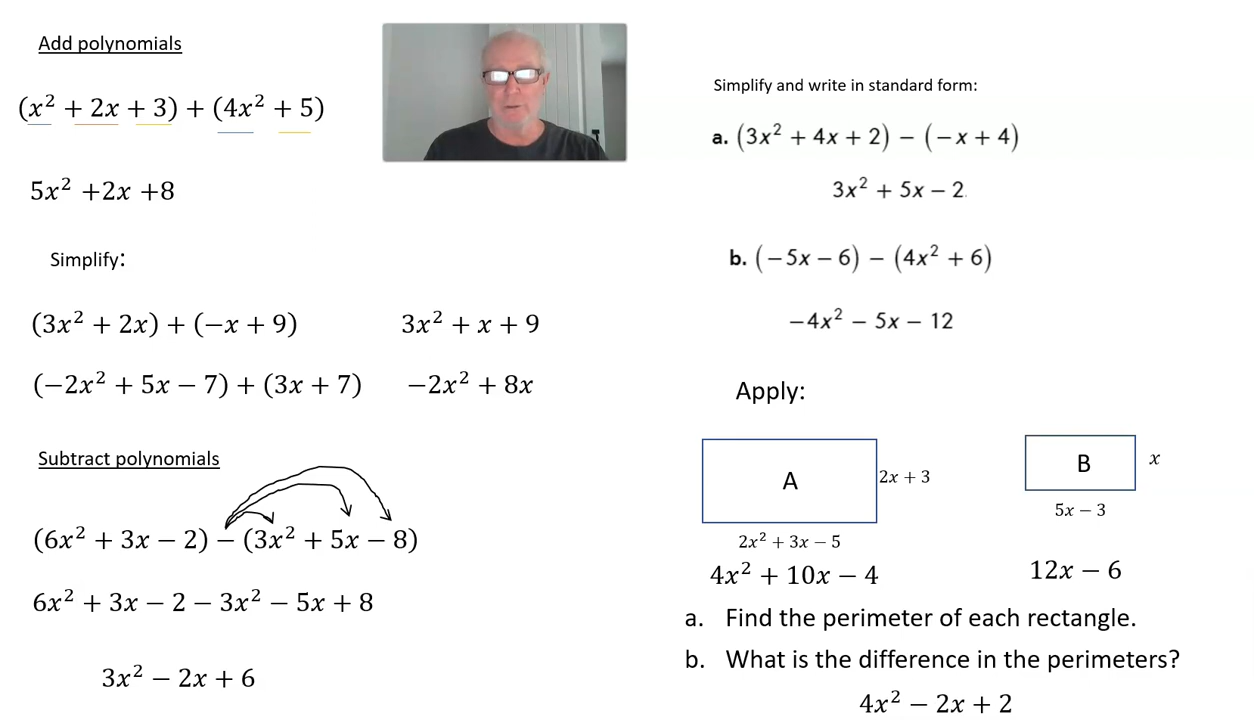 Add polynomials
(x² + 2x + 3) + (4x² + 5)
5x² +2x +8
Simplify:
(3x² + 2x) + (−x + 9) 3x² + x + 9
(−2x² + 5x − 7) + (3x + 7) −2x² + 8x
Subtract polynomials
(6x² + 3x − 2) − (3x² + 5x − 8)
6x² + 3x − 2 − 3x² − 5x + 8
3x² − 2x + 6
Simplify and write in standard form:
a. (3x² + 4x + 2) − (−x + 4)
3x² + 5x − 2
b. (−5x − 6) − (4x² + 6)
−4x² − 5x − 12
Apply:
A 2x + 3
2x² + 3x − 5
4x² + 10x − 4
B x
5x − 3
12x − 6
a. Find the perimeter of each rectangle.
b. What is the difference in the perimeters?
4x² − 2x + 2